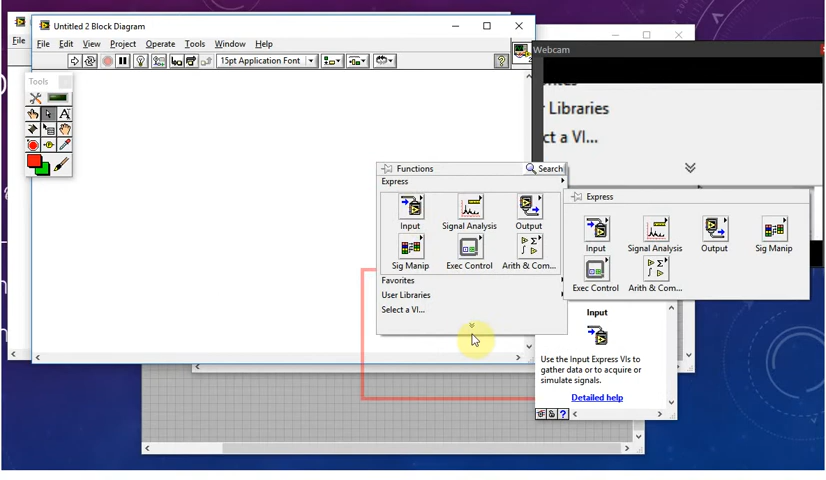 Untitled 2 Block Diagram
File
File Edit View Project Operate Tools Window Help
15pt Application Font
?
Tools
Webcam
r Libraries
ct a VI...
Functions
Search
Express
Input
Signal Analysis
Output
Sig Manip
Exec Control
Arith & Com...
Favorites
User Libraries
Select a VI...
Express
Input
Signal Analysis
Output
Sig Manip
Exec Control
Arith & Com...
Input
Use the Input Express VIs to
gather data or to acquire or
simulate signals.
Detailed help
?